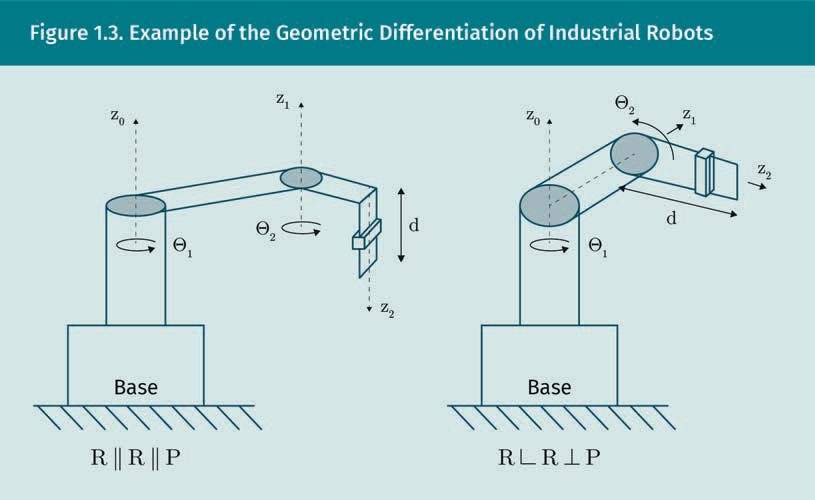 Figure 1.3. Example of the Geometric Differentiation of Industrial Robots
z₀
z₁
Θ₁
Θ₂
d
z₂
Base
R ∥ R ∥ P
z₀
Θ₂
z₁
z₂
d
Θ₁
Base
R ∟ R ⊥ P